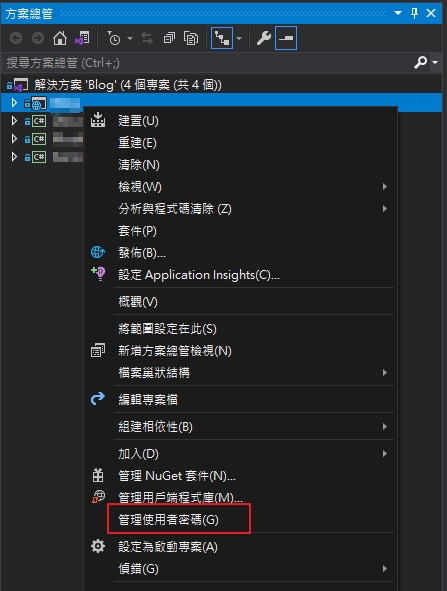 方案總管
搜尋方案總管 (Ctrl+;)
解決方案 'Blog' (4 個專案 (共 4 個))
C#
C#
C#
建置(U)
重建(E)
清除(N)
檢視(W)
分析與程式碼清除 (Z)
套件(P)
發佈(B)...
設定 Application Insights(C)...
概觀(V)
將範圍設定在此(S)
新增方案總管檢視(N)
檔案巢狀結構
編輯專案檔
組建相依性(B)
加入(D)
管理 NuGet 套件(N)...
管理用戶端程式庫(M)...
管理使用者密碼(G)
設定為啟動專案(A)
偵錯(G)